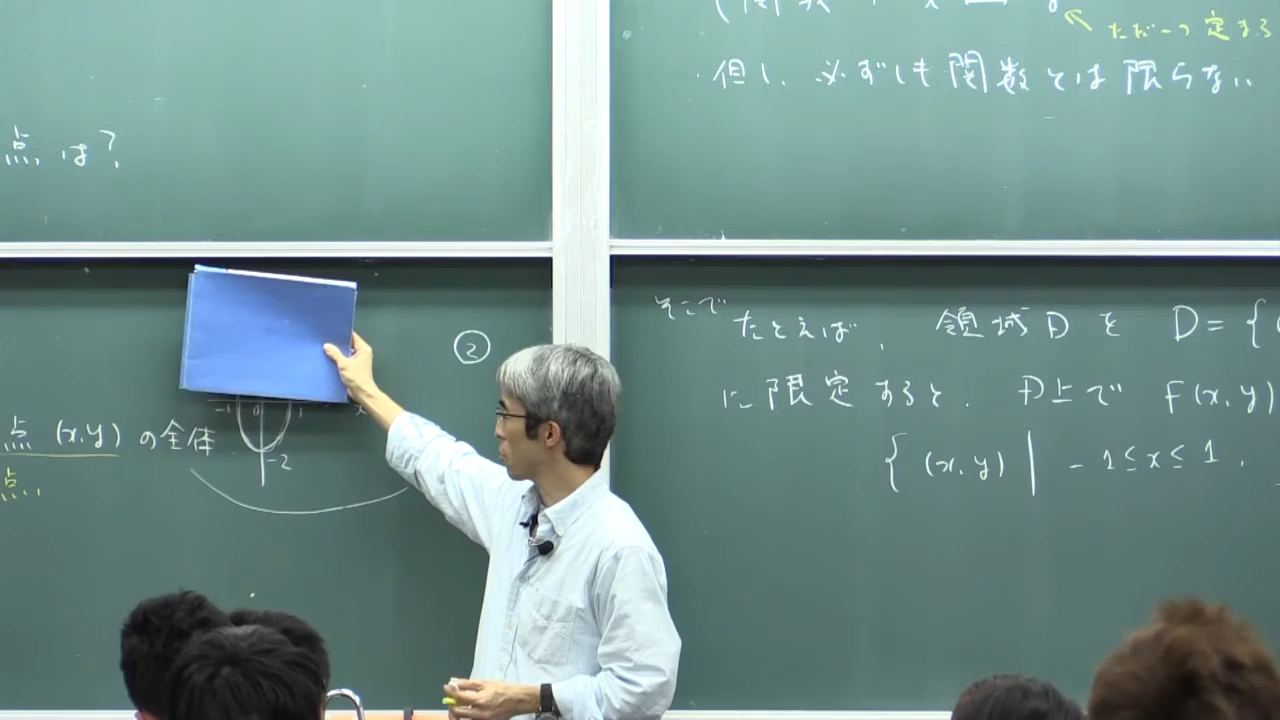 点 は?
ただ一つ 定まる
但し、必ずしも関数とは限らない
②
-1 0 1 x
-2
点 (x,y) の全体
点
そこで
たとえば、領域D を D = {
に限定すると、D上で F(x,y)
{ (x,y) | -1≤x≤1,